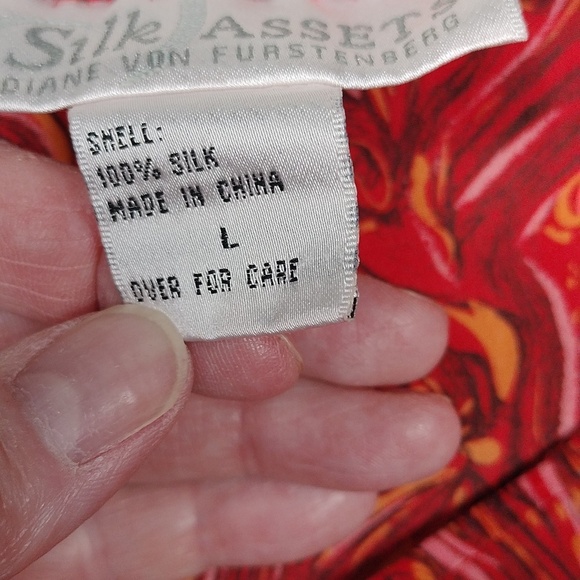 Silk ASSETS
DIANE VON FURSTENBERG
SHELL:
100% SILK
MADE IN CHINA
L
OVER FOR CARE